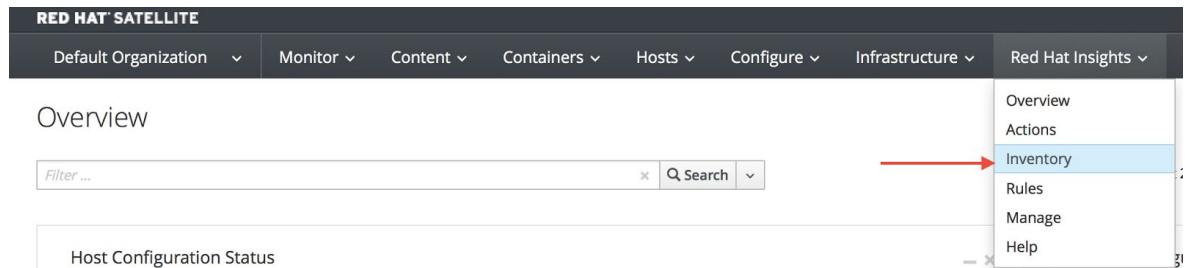 RED HAT SATELLITE
Default Organization Monitor Content Containers Hosts Configure Infrastructure Red Hat Insights
Overview
Filter ...
Search
Host Configuration Status
Overview
Actions
Inventory
Rules
Manage
Help